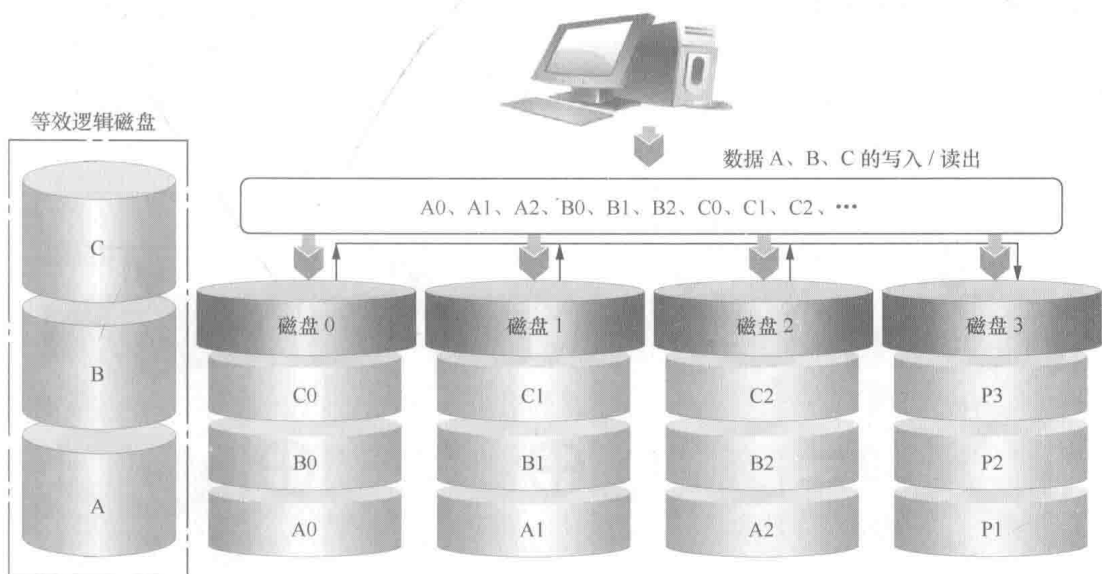 等效逻辑磁盘
C
B
A
数据 A、B、C 的写入 / 读出
A0、A1、A2、B0、B1、B2、C0、C1、C2、…
磁盘 0
磁盘 1
磁盘 2
磁盘 3
C0
C1
C2
P3
B0
B1
B2
P2
A0
A1
A2
P1